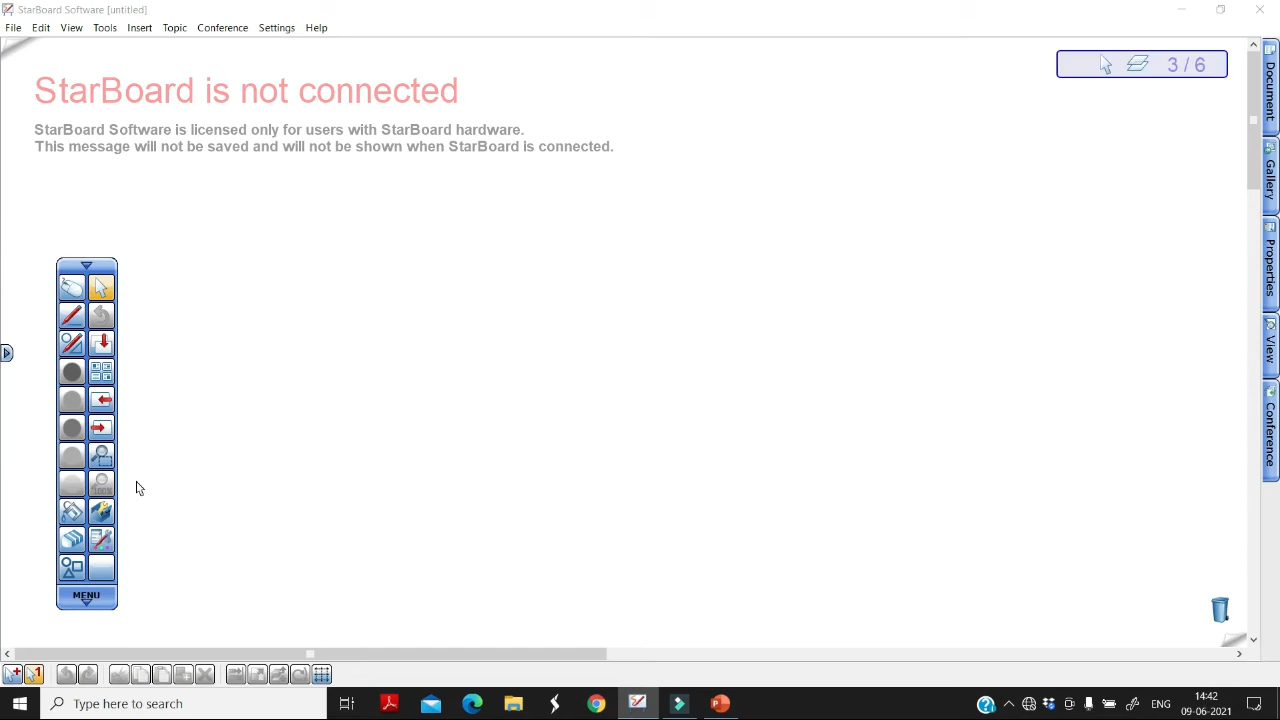 StarBoard Software [untitled]
File Edit View Tools Insert Topic Conference Settings Help
StarBoard is not connected
StarBoard Software is licensed only for users with StarBoard hardware.
This message will not be saved and will not be shown when StarBoard is connected.
3 / 6
Document
Gallery
Properties
View
Conference
MENU
Type here to search
ENG
14:42
09-06-2021